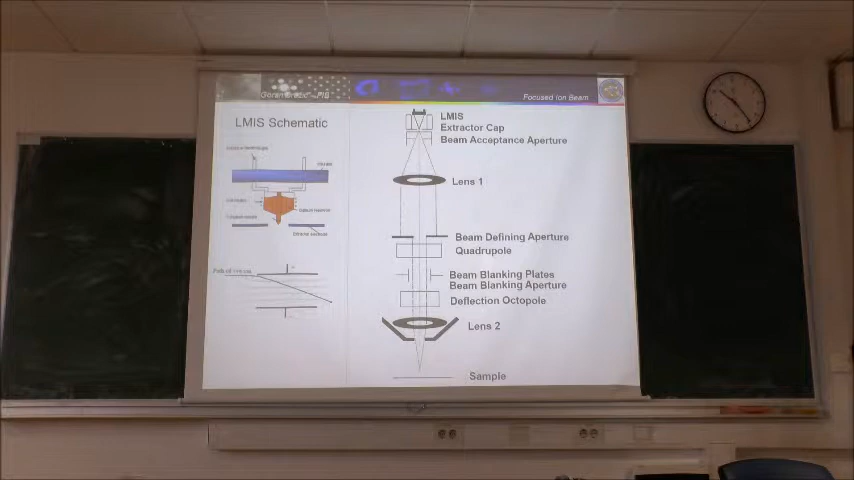 Focused Ion Beam
LMIS Schematic
LMIS
Extractor Cap
Beam Acceptance Aperture
Lens 1
Beam Defining Aperture
Quadrupole
Beam Blanking Plates
Beam Blanking Aperture
Deflection Octopole
Lens 2
Sample